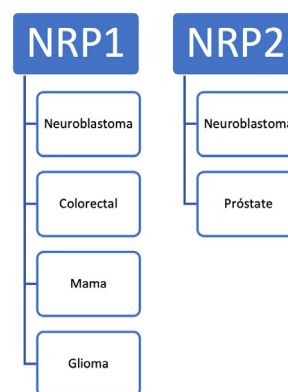 NRP1
Neuroblastoma
Colorectal
Mama
Glioma
NRP2
Neuroblastoma
Próstate